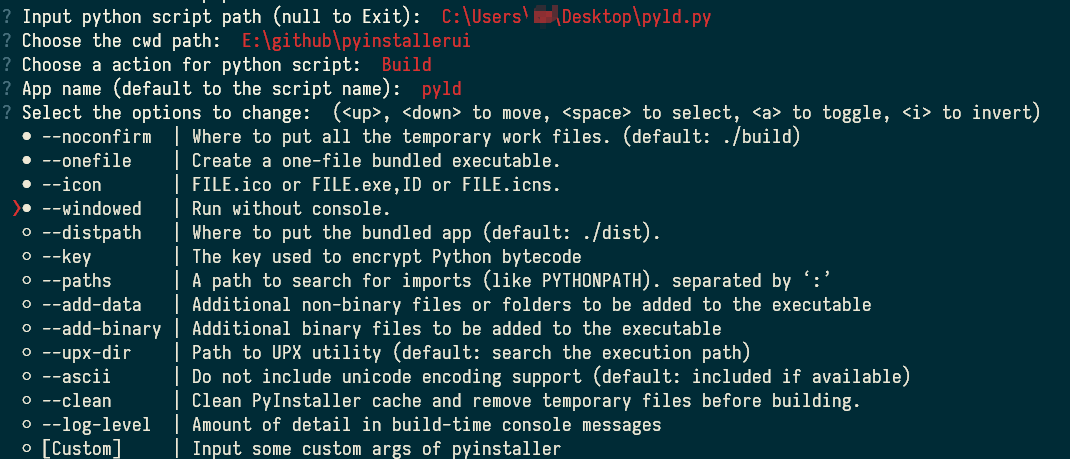 ? Input python script path (null to Exit):  C:\Users\ \Desktop\pyld.py
? Choose the cwd path:  E:\github\pyinstallerui
? Choose a action for python script:  Build
? App name (default to the script name):  pyld
? Select the options to change:  (<up>, <down> to move, <space> to select, <a> to toggle, <i> to invert)
● --noconfirm  | Where to put all the temporary work files. (default: ./build)
● --onefile    | Create a one-file bundled executable.
● --icon       | FILE.ico or FILE.exe,ID or FILE.icns.
❯● --windowed   | Run without console.
○ --distpath   | Where to put the bundled app (default: ./dist).
○ --key        | The key used to encrypt Python bytecode
○ --paths      | A path to search for imports (like PYTHONPATH). separated by ‘:’
○ --add-data   | Additional non-binary files or folders to be added to the executable
○ --add-binary | Additional binary files to be added to the executable
○ --upx-dir    | Path to UPX utility (default: search the execution path)
○ --ascii      | Do not include unicode encoding support (default: included if available)
○ --clean      | Clean PyInstaller cache and remove temporary files before building.
○ --log-level  | Amount of detail in build-time console messages
○ [Custom]     | Input some custom args of pyinstaller